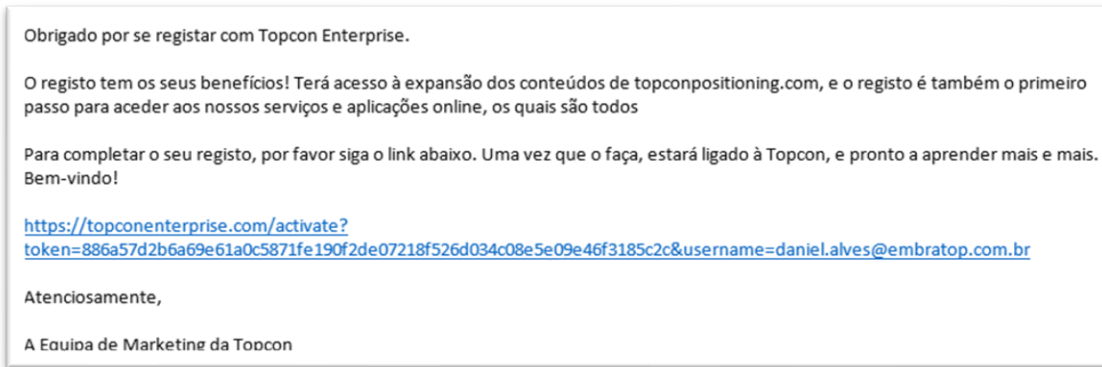 Obrigado por se registar com Topcon Enterprise.
O registo tem os seus benefícios! Terá acesso à expansão dos conteúdos de topconpositioning.com, e o registo é também o primeiro
passo para aceder aos nossos serviços e aplicações online, os quais são todos
Para completar o seu registo, por favor siga o link abaixo. Uma vez que o faça, estará ligado à Topcon, e pronto a aprender mais e mais.
Bem-vindo!
https://topconenterprise.com/activate?
token=886a57d2b6a69e61a0c5871fe190f2de07218f526d034c08e5e09e46f3185c2c&username=daniel.alves@embratop.com.br
Atenciosamente,
A Equipa de Marketing da Topcon